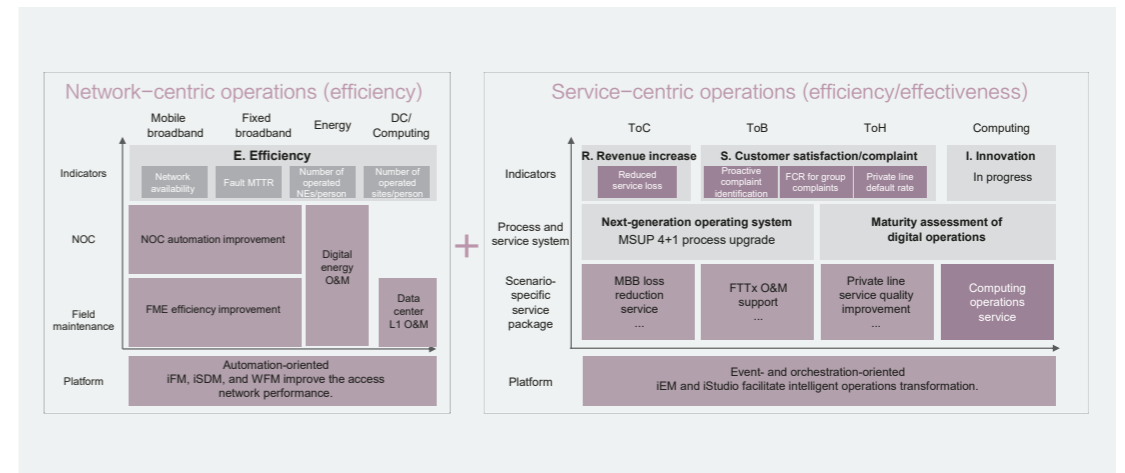 Network-centric operations (efficiency)
Mobile
broadband
Fixed
broadband
Energy
DC/
Computing
Indicators
E. Efficiency
Network
availability
Fault MTTR
Number of
operated
NEs/person
Number of
operated
sites/person
NOC
NOC automation improvement
Digital
energy
O&M
Field
maintenance
FME efficiency improvement
Data
center
L1 O&M
Platform
Automation-oriented
iFM, iSDM, and WFM improve the access
network performance.
+
Service-centric operations (efficiency/effectiveness)
ToC
ToB
ToH
Computing
Indicators
R. Revenue increase
Reduced
service loss
S. Customer satisfaction/complaint
Proactive
complaint
identification
FCR for group
complaints
Private line
default rate
I. Innovation
In progress
Process and
service system
Next-generation operating system
MSUP 4+1 process upgrade
Maturity assessment of
digital operations
Scenario-
specific
service
package
MBB loss
reduction
service
...
FTTx O&M
support
...
Private line
service quality
improvement
...
Computing
operations
service
Platform
Event- and orchestration-oriented
iEM and iStudio facilitate intelligent operations transformation.